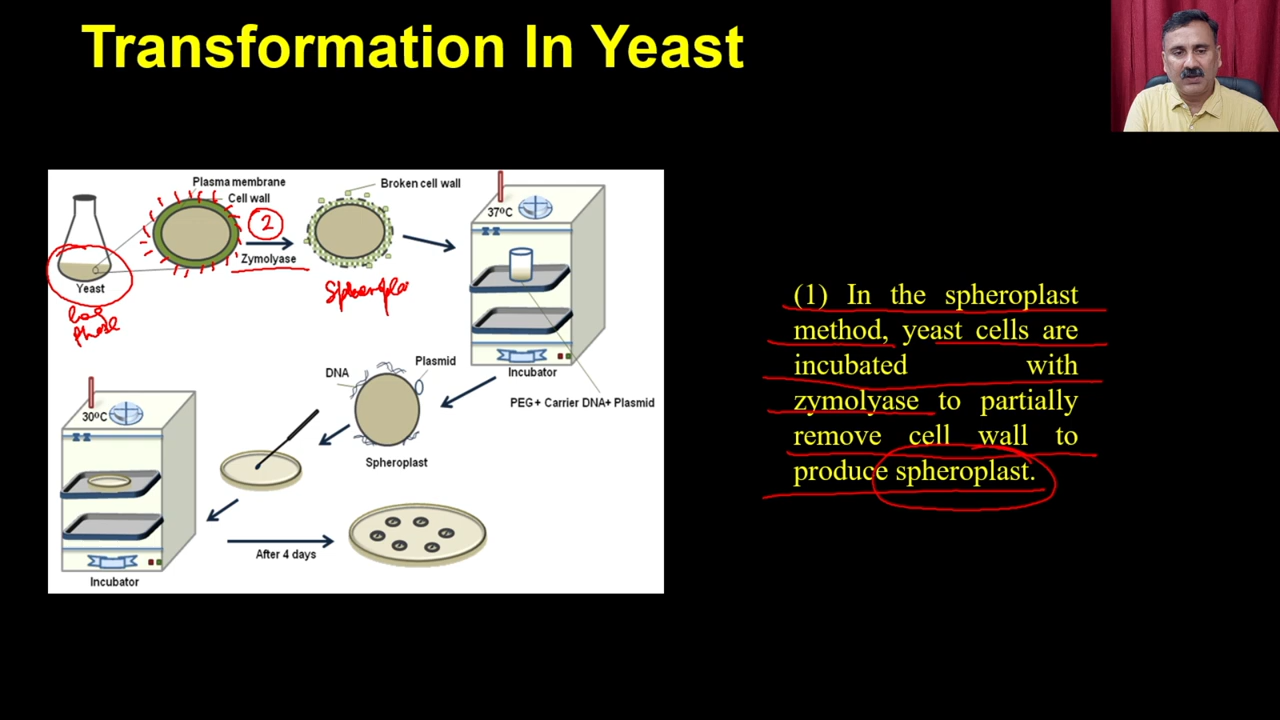 Transformation In Yeast
Plasma membrane
Cell wall
Broken cell wall
2
Zymolyase
37ºC
Yeast
log
Phase
(1) In the spheroplast
method, yeast cells are
incubated with
zymolyase to partially
remove cell wall to
produce spheroplast.
Incubator
PEG+ Carrier DNA+ Plasmid
DNA
Plasmid
Spheroplast
30ºC
After 4 days
Incubator